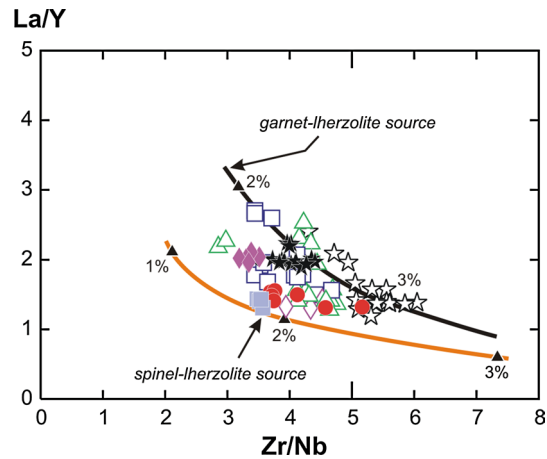 La/Y
5
garnet-lherzolite source
4
3
2%
2
1%
3%
1
2%
spinel-lherzolite source
3%
0
0 1 2 3 4 5 6 7 8
Zr/Nb